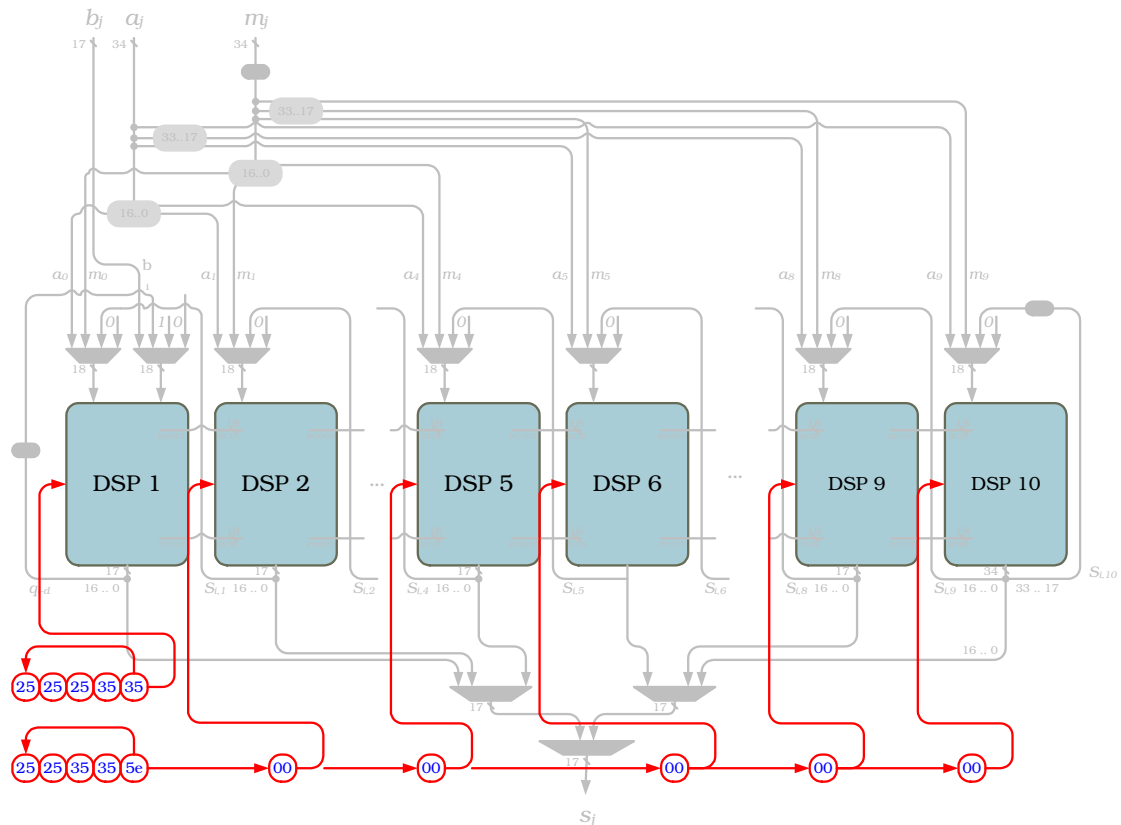 bj aj mj
17 34 34
33..17
33..17
16..0
16..0
b
i
a0 m0 a1 m1 a4 m4 a5 m5 a8 m8 a9 m9
0 1 0 0 0 0 0 0
18 18 18 18 18 18 18
DSP 1 DSP 2 ... DSP 5 DSP 6 ... DSP 9 DSP 10
17 17 17 17 34
q-d 16 .. 0 Si,1 16 .. 0 Si,2 Si,4 16 .. 0 Si,5 Si,6 Si,8 16 .. 0 Si,9 16 .. 0 33 .. 17 Si,10
16 .. 0
25 25 25 35 35
17 17
25 25 35 35 5e 00 00 00 00 00
17
sj